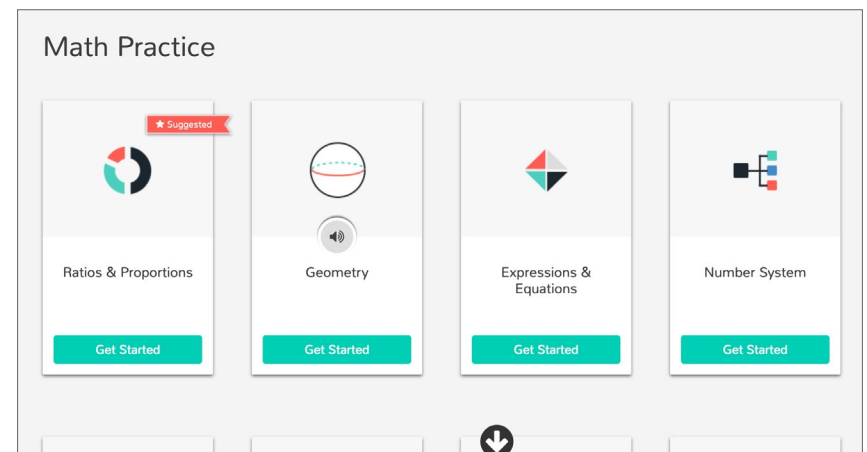 Math Practice
Suggested
Ratios & Proportions
Geometry
Expressions &
Equations
Number System
Get Started
Get Started
Get Started
Get Started